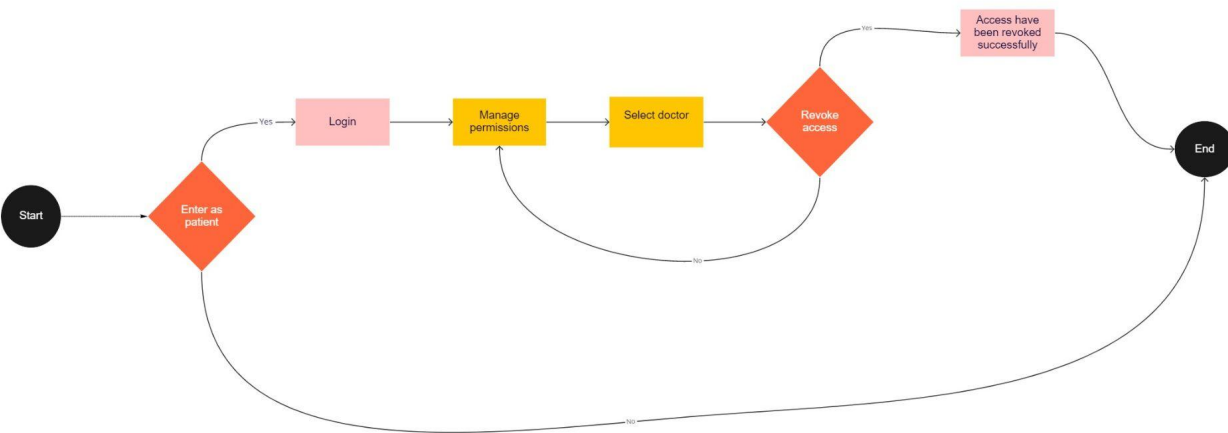 Start
Enter as
patient
Yes
Login
Manage
permissions
Select doctor
Revoke
access
Yes
Access have
been revoked
successfully
End
No
No